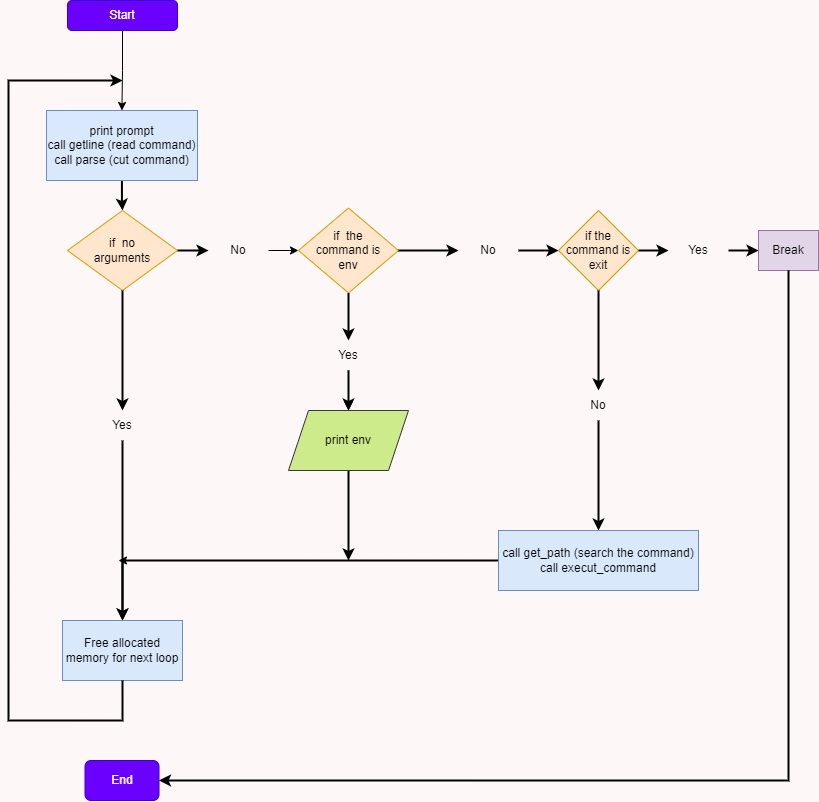 Start
print prompt
call getline (read command)
call parse (cut command)
if no
arguments
No
if the
command is
env
No
if the
command is
exit
Yes
Break
Yes
Yes
No
print env
call get_path (search the command)
call execut_command
Free allocated
memory for next loop
End